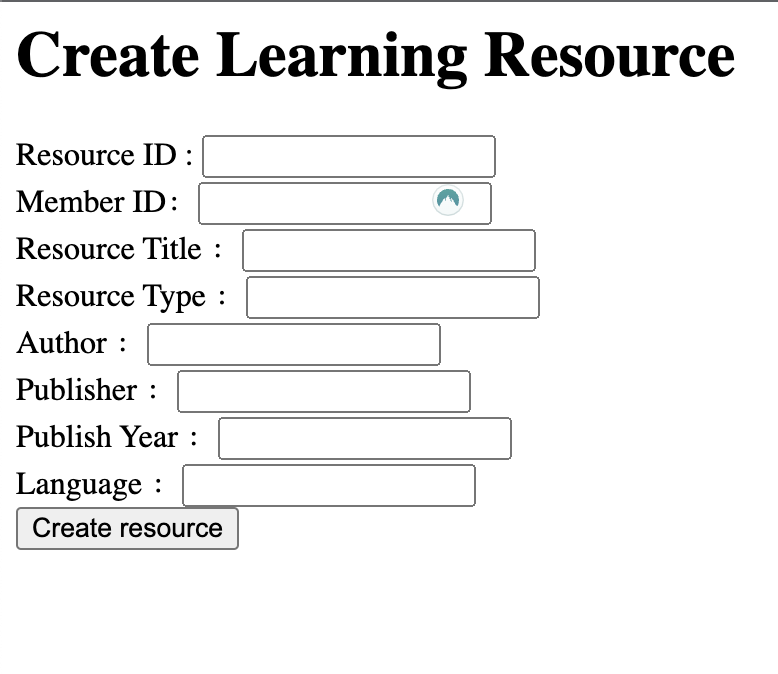 Create Learning Resource
Resource ID :
Member ID :
Resource Title :
Resource Type :
Author :
Publisher :
Publish Year :
Language :
Create resource